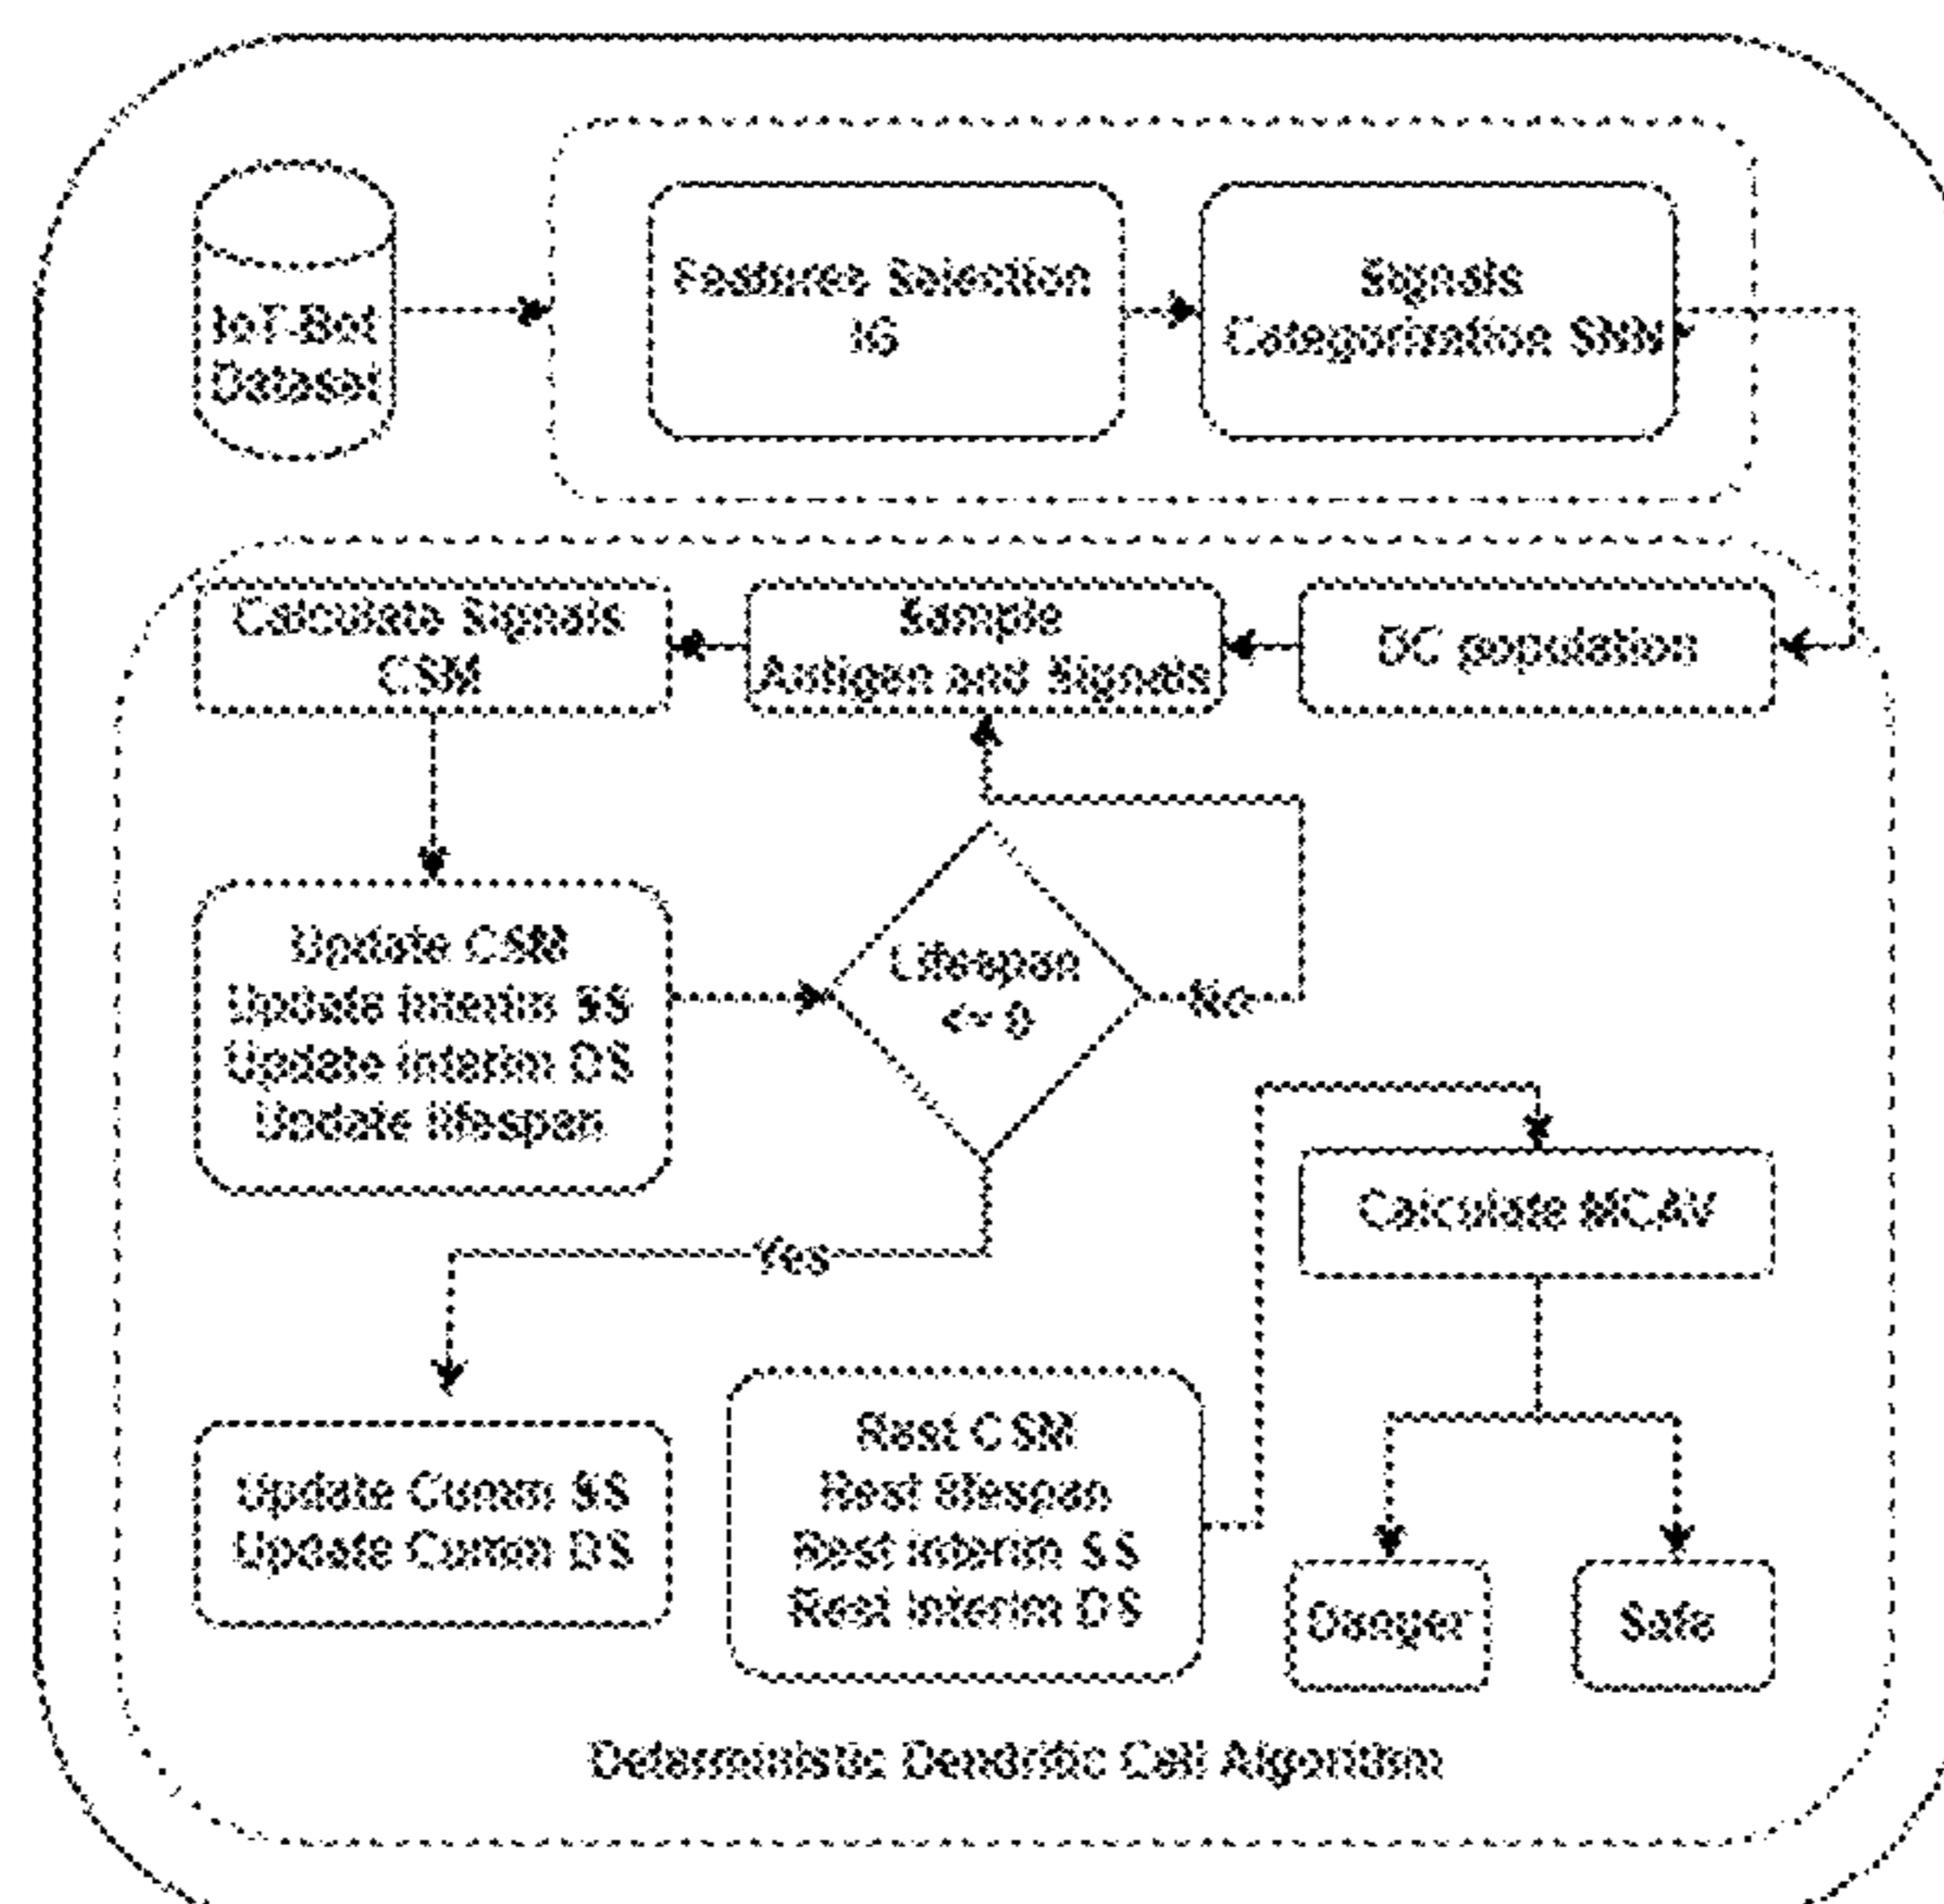 IoT-Bot
Dataset
Features Selection
IG
Signals
Categorization SNN
Calculate Signals
CSM
Sample
Antigen and Signals
DC population
Update CSM
Update Interim SS
Update Interim DS
Update lifespan
Lifespan
<= 0
No
Yes
Calculate MCAV
Update Cumm SS
Update Cumm DS
Rest CSM
Rest lifespan
Rest interim SS
Rest Interim DS
Danger
Safe
Deterministic Dendritic Cell Algorithm